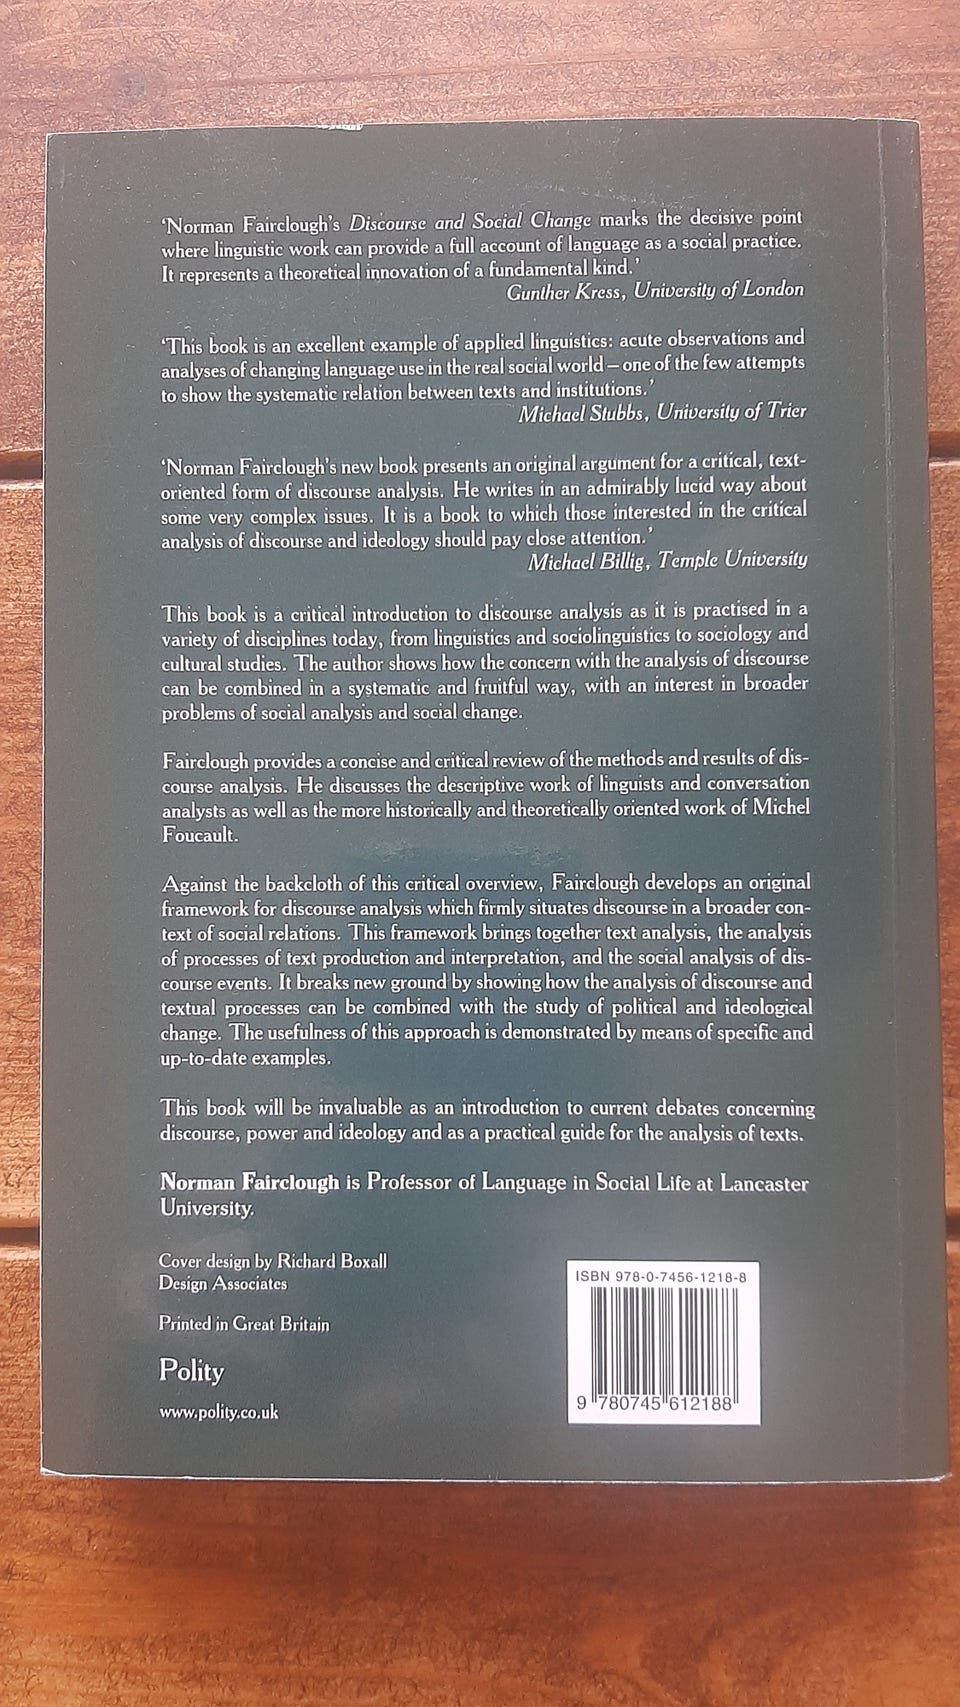 ‘Norman Fairclough's Discourse and Social Change marks the decisive point
where linguistic work can provide a full account of language as a social practice.
It represents a theoretical innovation of a fundamental kind.’
Gunther Kress, University of London
‘This book is an excellent example of applied linguistics: acute observations and
analyses of changing language use in the real social world – one of the few attempts
to show the systematic relation between texts and institutions.’
Michael Stubbs, University of Trier
‘Norman Fairclough's new book presents an original argument for a critical, text-
oriented form of discourse analysis. He writes in an admirably lucid way about
some very complex issues. It is a book to which those interested in the critical
analysis of discourse and ideology should pay close attention.’
Michael Billig, Temple University
This book is a critical introduction to discourse analysis as it is practised in a
variety of disciplines today, from linguistics and sociolinguistics to sociology and
cultural studies. The author shows how the concern with the analysis of discourse
can be combined in a systematic and fruitful way, with an interest in broader
problems of social analysis and social change.
Fairclough provides a concise and critical review of the methods and results of dis-
course analysis. He discusses the descriptive work of linguists and conversation
analysts as well as the more historically and theoretically oriented work of Michel
Foucault.
Against the backcloth of this critical overview, Fairclough develops an original
framework for discourse analysis which firmly situates discourse in a broader con-
text of social relations. This framework brings together text analysis, the analysis
of processes of text production and interpretation, and the social analysis of dis-
course events. It breaks new ground by showing how the analysis of discourse and
textual processes can be combined with the study of political and ideological
change. The usefulness of this approach is demonstrated by means of specific and
up-to-date examples.
This book will be invaluable as an introduction to current debates concerning
discourse, power and ideology and as a practical guide for the analysis of texts.
Norman Fairclough is Professor of Language in Social Life at Lancaster
University.
Cover design by Richard Boxall
Design Associates
Printed in Great Britain
Polity
www.polity.co.uk
ISBN 978-0-7456-1218-8
9 780745 612188